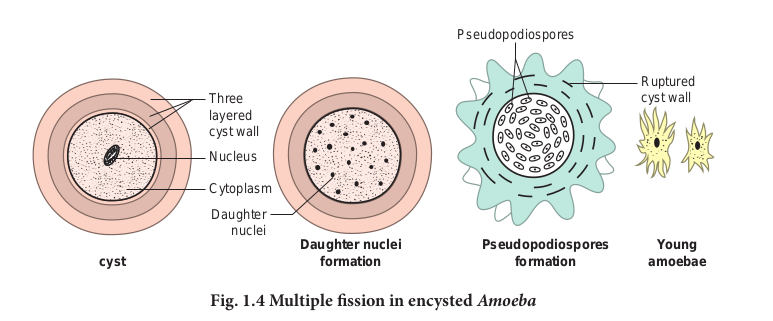 Pseudopodiospores
Three
layered
cyst wall
Nucleus
Cytoplasm
Daughter
nuclei
Ruptured
cyst wall
cyst
Daughter nuclei
formation
Pseudopodiospores
formation
Young
amoebae
Fig. 1.4 Multiple fission in encysted Amoeba